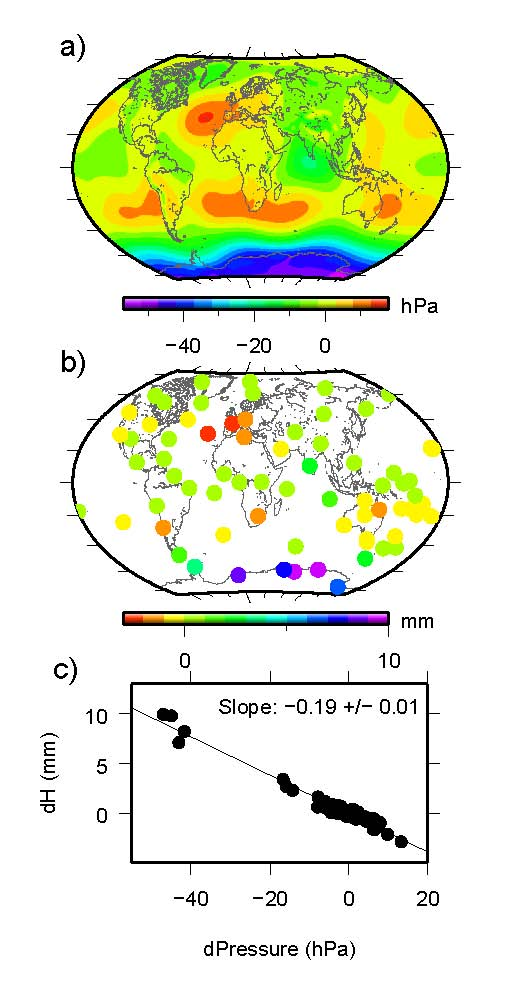 a)
hPa
−40 −20 0
b)
mm
0 10
c)
Slope: −0.19 +/− 0.01
10
5
0
dH (mm)
−40 −20 0 20
dPressure (hPa)